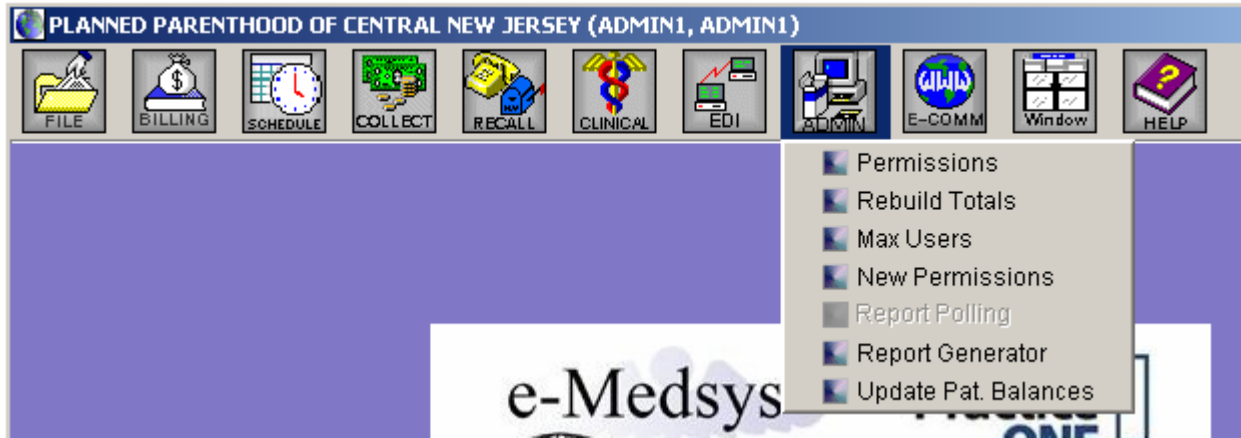 PLANNED PARENTHOOD OF CENTRAL NEW JERSEY (ADMIN1, ADMIN1)
FILE BILLING SCHEDULE COLLECT RECALL CLINICAL EDI ADMIN E-COMM Window HELP
Permissions
Rebuild Totals
Max Users
New Permissions
Report Polling
Report Generator
Update Pat. Balances
e-Medsys
ONE